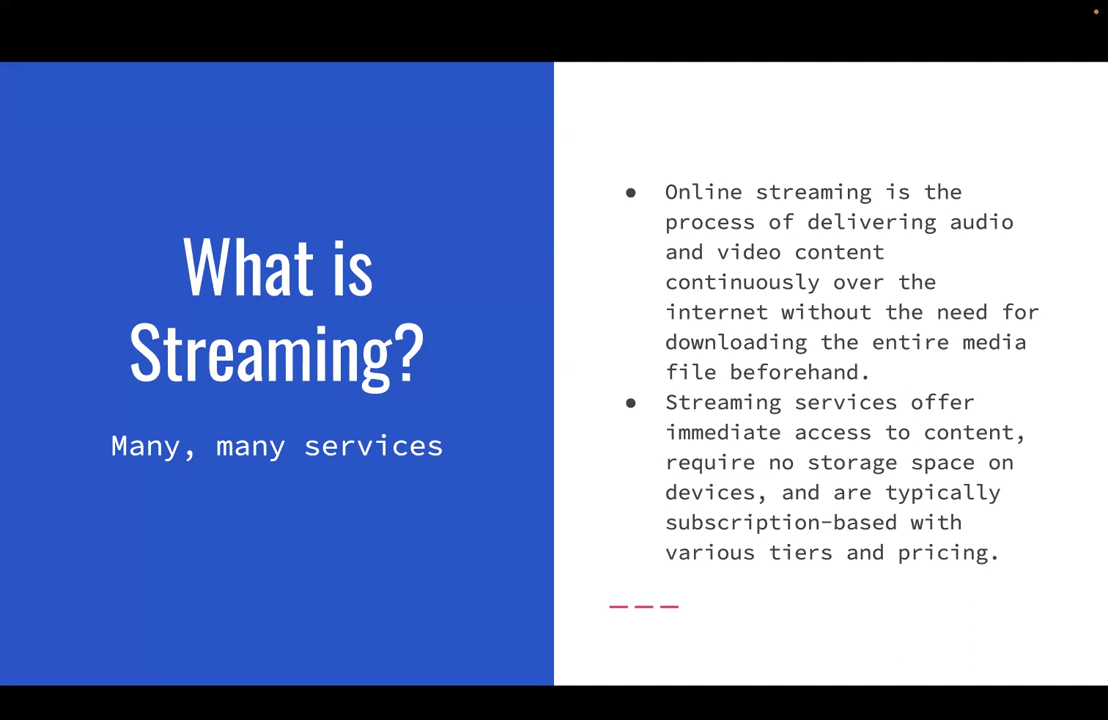 What is
Streaming?
Many, many services
● Online streaming is the
process of delivering audio
and video content
continuously over the
internet without the need for
downloading the entire media
file beforehand.
● Streaming services offer
immediate access to content,
require no storage space on
devices, and are typically
subscription-based with
various tiers and pricing.